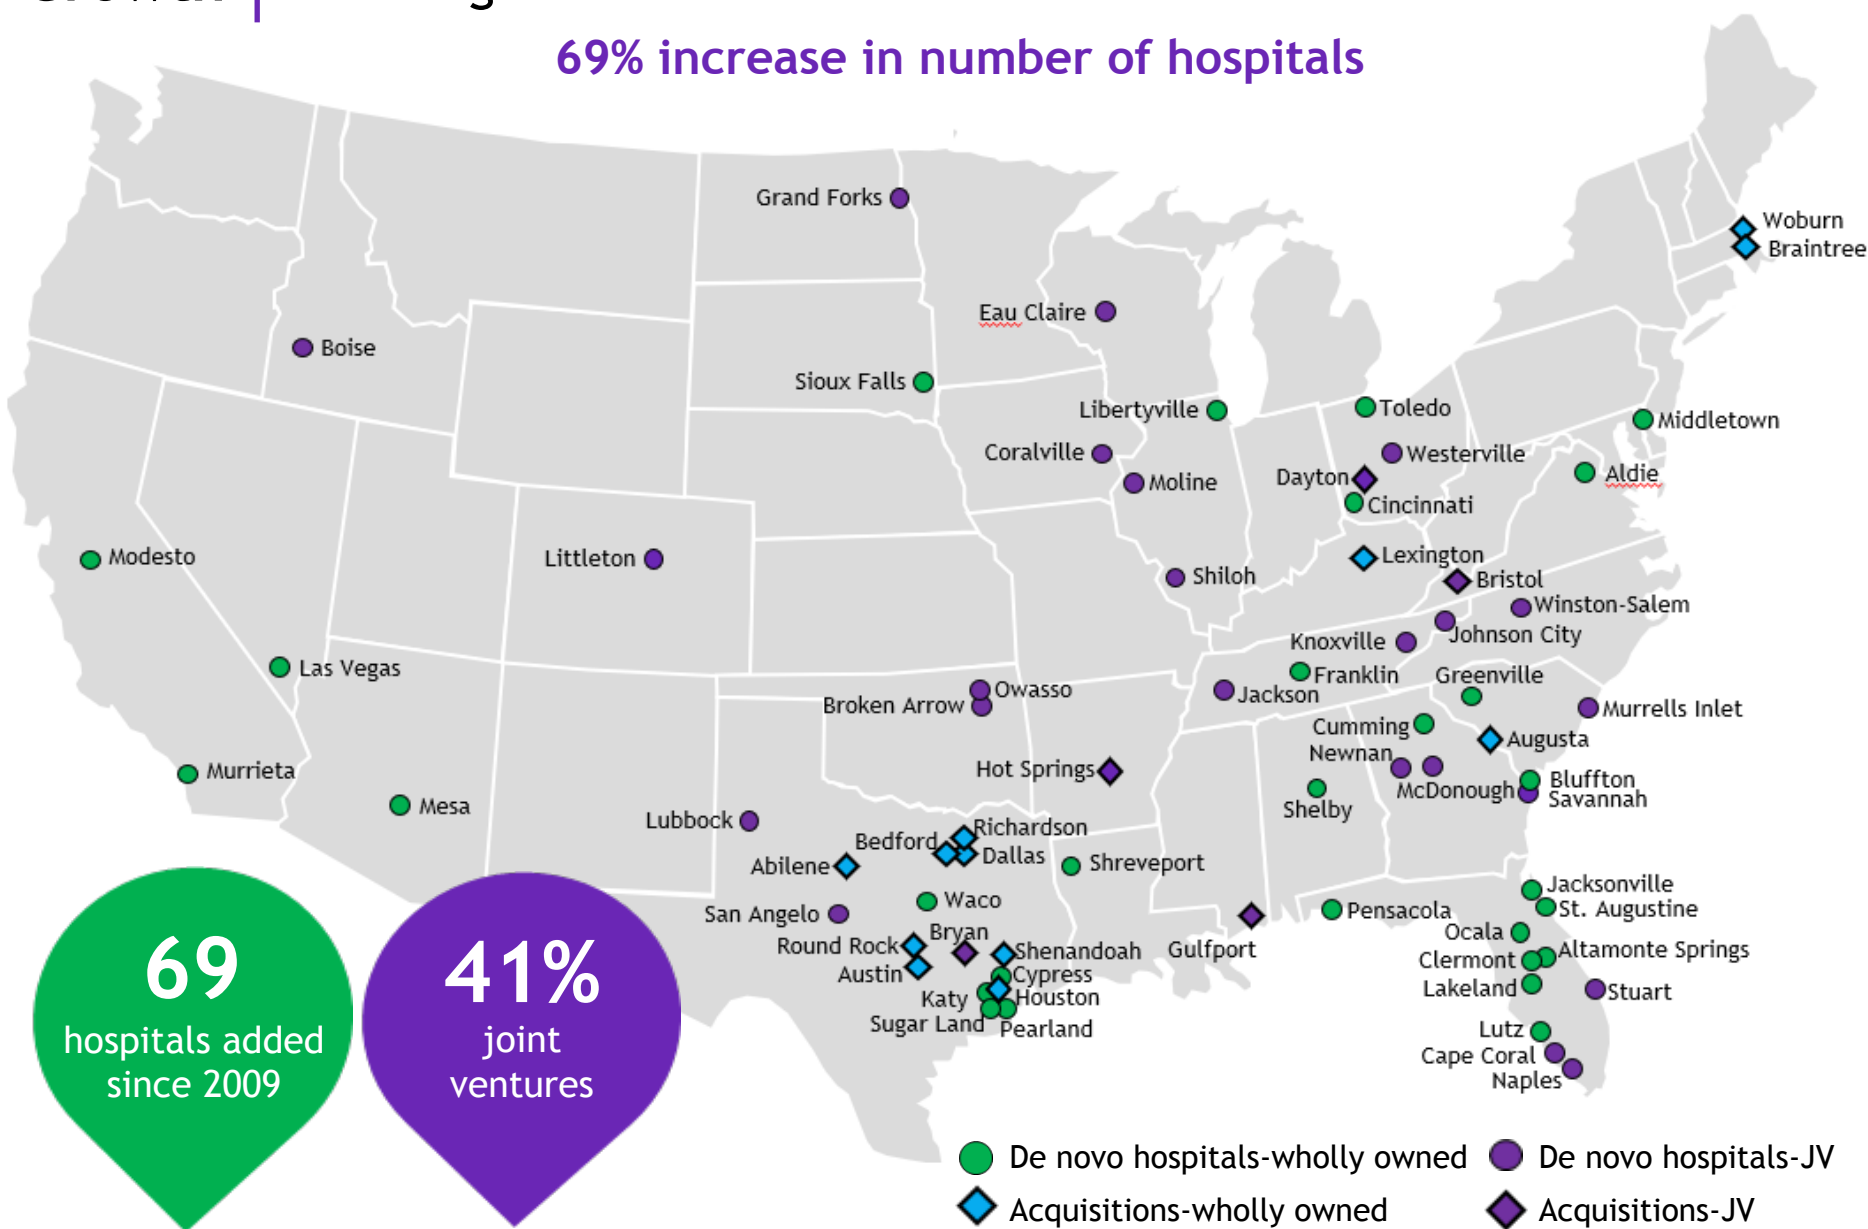 69% increase in number of hospitals
Grand Forks
Woburn
Braintree
Eau Claire
Boise
Sioux Falls
Libertyville
Toledo
Middletown
Coralville
Westerville
Moline
Dayton
Aldie
Cincinnati
Modesto
Littleton
Lexington
Shiloh
Bristol
Winston-Salem
Johnson City
Knoxville
Las Vegas
Franklin
Greenville
Owasso
Jackson
Broken Arrow
Murrells Inlet
Cumming
Augusta
Newnan
Hot Springs
Murrieta
McDonough
Bluffton
Savannah
Mesa
Shelby
Lubbock
Richardson
Bedford
Dallas
Abilene
Shreveport
Jacksonville
Waco
San Angelo
Pensacola
St. Augustine
Bryan
Ocala
Round Rock
Shenandoah
Gulfport
Altamonte Springs
Clermont
Austin
Cypress
Lakeland
Stuart
Katy
Houston
Sugar Land
Pearland
Lutz
Cape Coral
Naples
69
hospitals added
since 2009
41%
joint
ventures
De novo hospitals-wholly owned
De novo hospitals-JV
Acquisitions-wholly owned
Acquisitions-JV